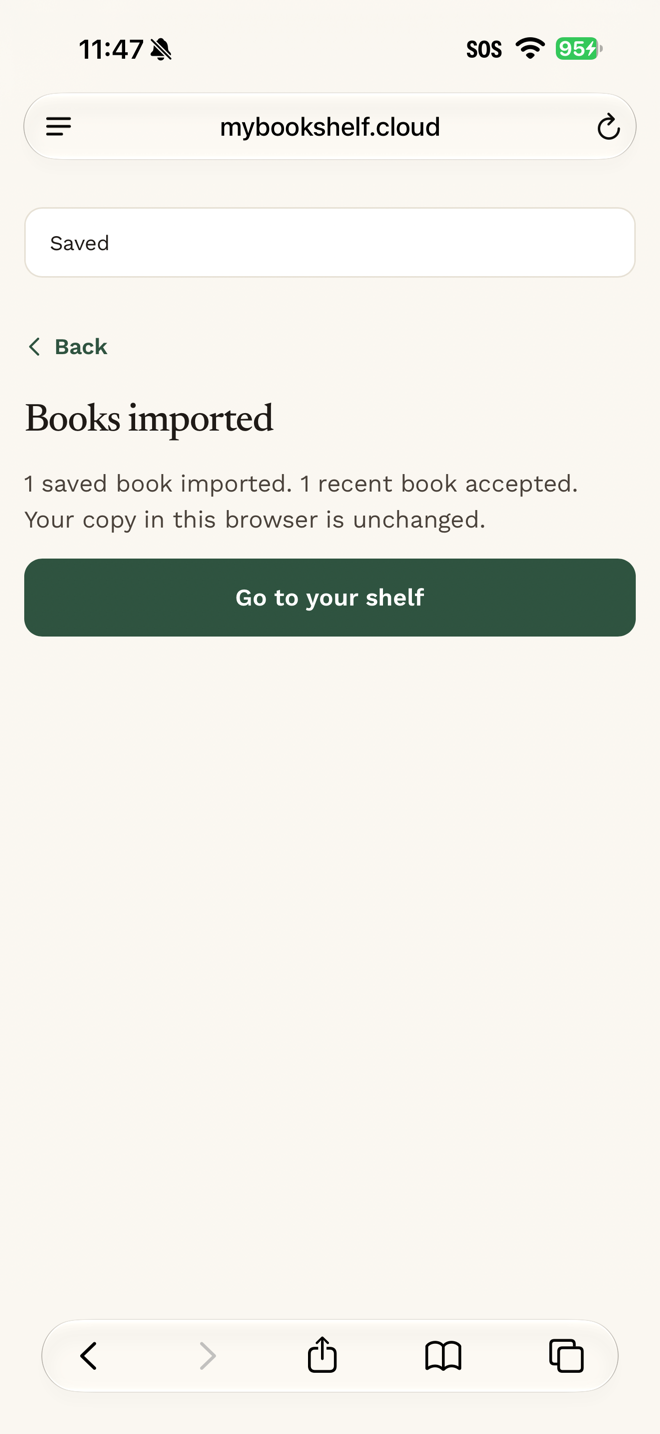 11:47
SOS
95
mybookshelf.cloud
Saved
Back
Books imported
1 saved book imported. 1 recent book accepted.
Your copy in this browser is unchanged.
Go to your shelf